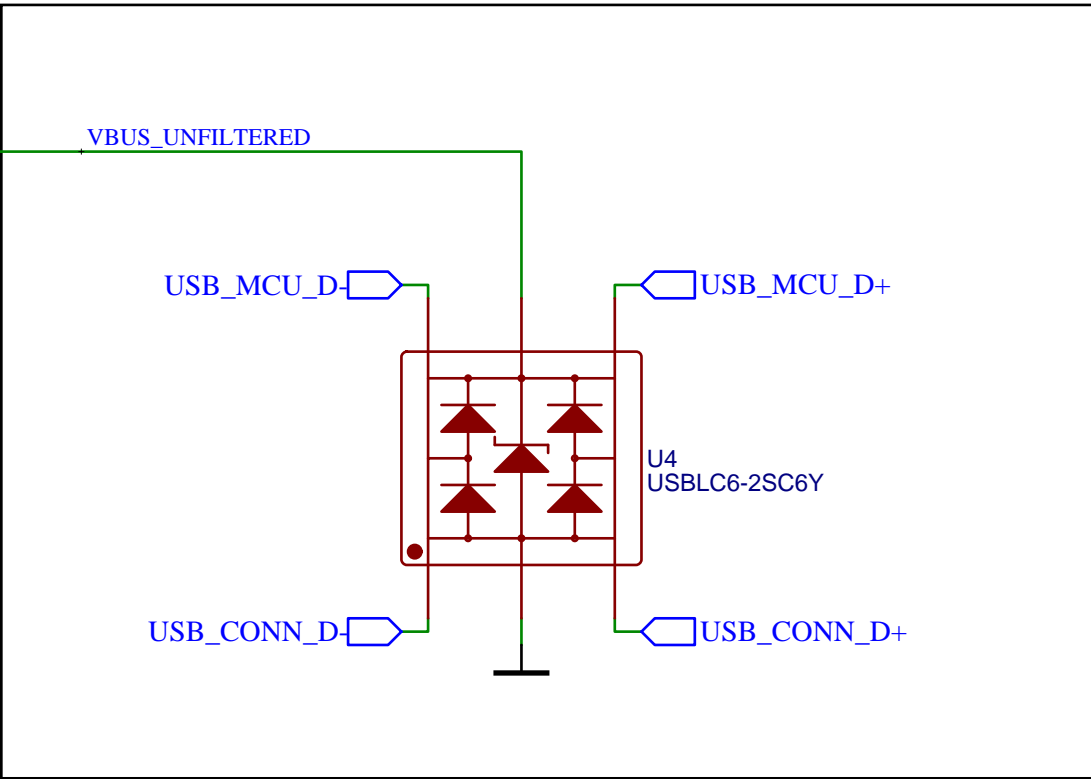 VBUS_UNFILTERED
USB_MCU_D-
USB_MCU_D+
U4
USBLC6-2SC6Y
USB_CONN_D-
USB_CONN_D+